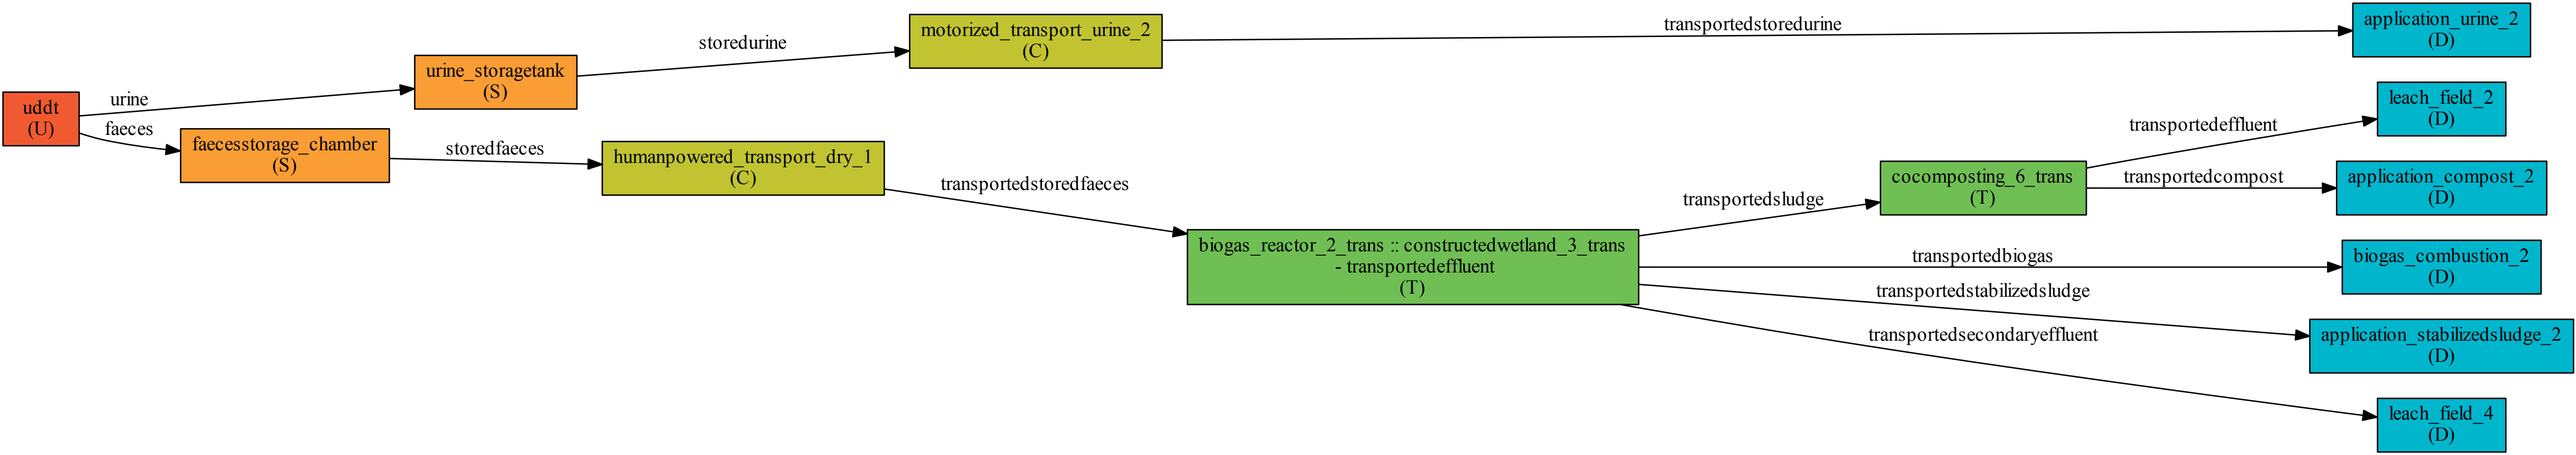 uddt
(U)
urine
faeces
urine_storagetank
(S)
faecesstorage_chamber
(S)
storedurine
storedfaeces
motorized_transport_urine_2
(C)
humanpowered_transport_dry_1
(C)
transportedstoredurine
transportedstoredfaeces
biogas_reactor_2_trans :: constructedwetland_3_trans
- transportedeffluent
(T)
transportedsludge
transportedbiogas
transportedstabilizedsludge
transportedsecondaryeffluent
cocomposting_6_trans
(T)
transportedeffluent
transportedcompost
application_urine_2
(D)
leach_field_2
(D)
application_compost_2
(D)
biogas_combustion_2
(D)
application_stabilizedsludge_2
(D)
leach_field_4
(D)